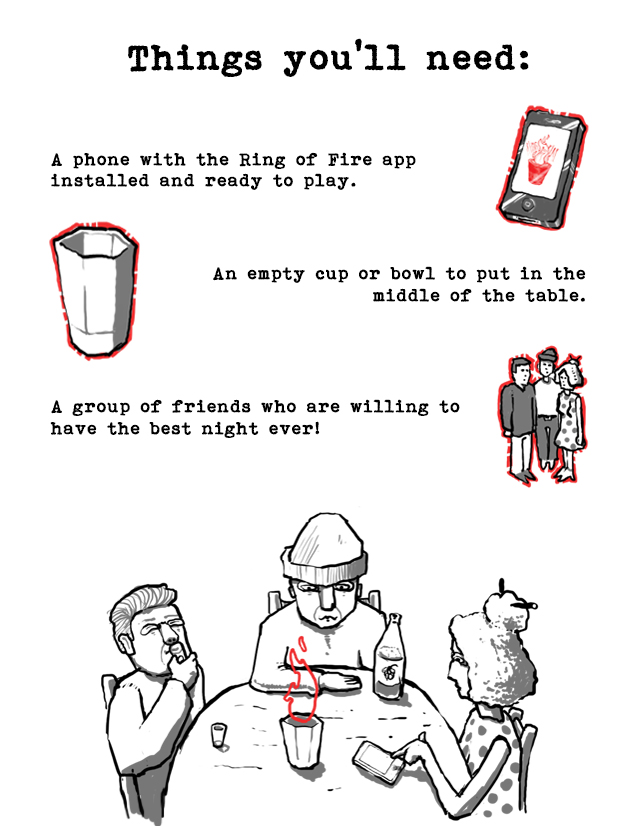 Things you'll need:
A phone with the Ring of Fire app
installed and ready to play.
An empty cup or bowl to put in the
middle of the table.
A group of friends who are willing to
have the best night ever!